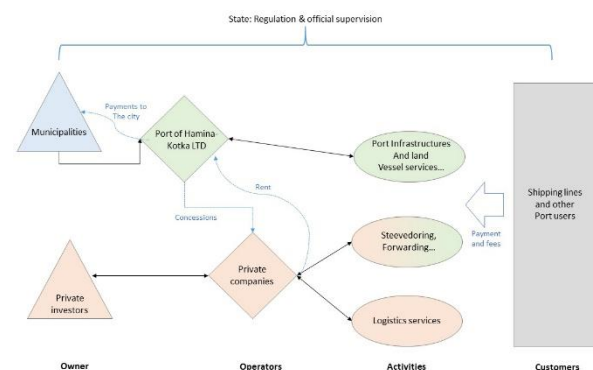 State: Regulation & official supervision
Payments to
The city
Municipalities
Port of Hamina-
Kotka LTD
Port Infrastructures
And land
Vessel services...
Rent
Shipping lines
and other
Port users
Concessions
Payment
and fees
Steevedoring,
Forwarding...
Private
companies
Private
investors
Logistics services
Owner
Operators
Activities
Customers